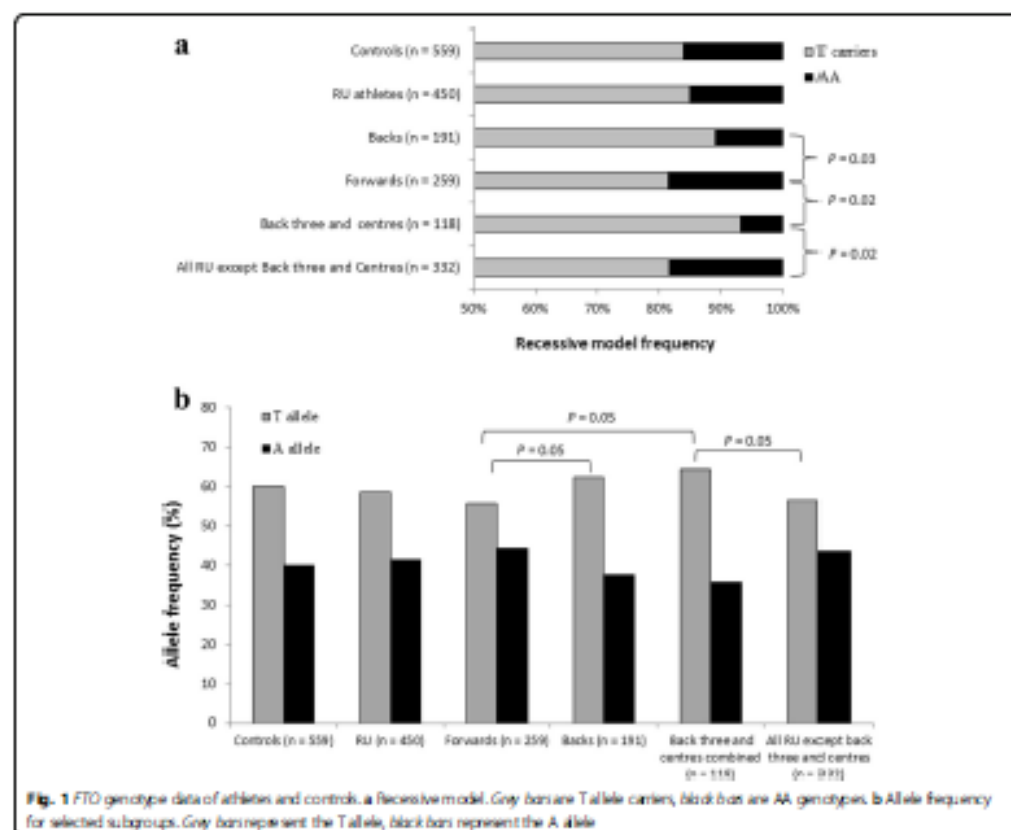 a
Controls (n = 559)
RU athletes (n = 450)
Backs (n = 191)
Forwards (n = 259)
Back three and centres (n = 118)
All RU except Back three and Centres (n = 332)
T carriers
AA
P = 0.03
P = 0.02
P = 0.02
50% 60% 70% 80% 90% 100%
Recessive model frequency
b
T allele
A allele
P = 0.05
P = 0.05
P = 0.05
Allele frequency (%)
80
70
60
50
40
30
20
10
0
Controls (n = 559) RU (n = 450) Forwards (n = 259) Backs (n = 191)
Back three and
centres combined
(n = 118)
All RU except back
three and centres
(n = 332)
Fig. 1 FTO genotype data of athletes and controls. a Recessive model. Grey bars are T allele carriers, black bars are AA genotypes. b Allele frequency
for selected subgroups. Grey bars represent the T allele, black bars represent the A allele